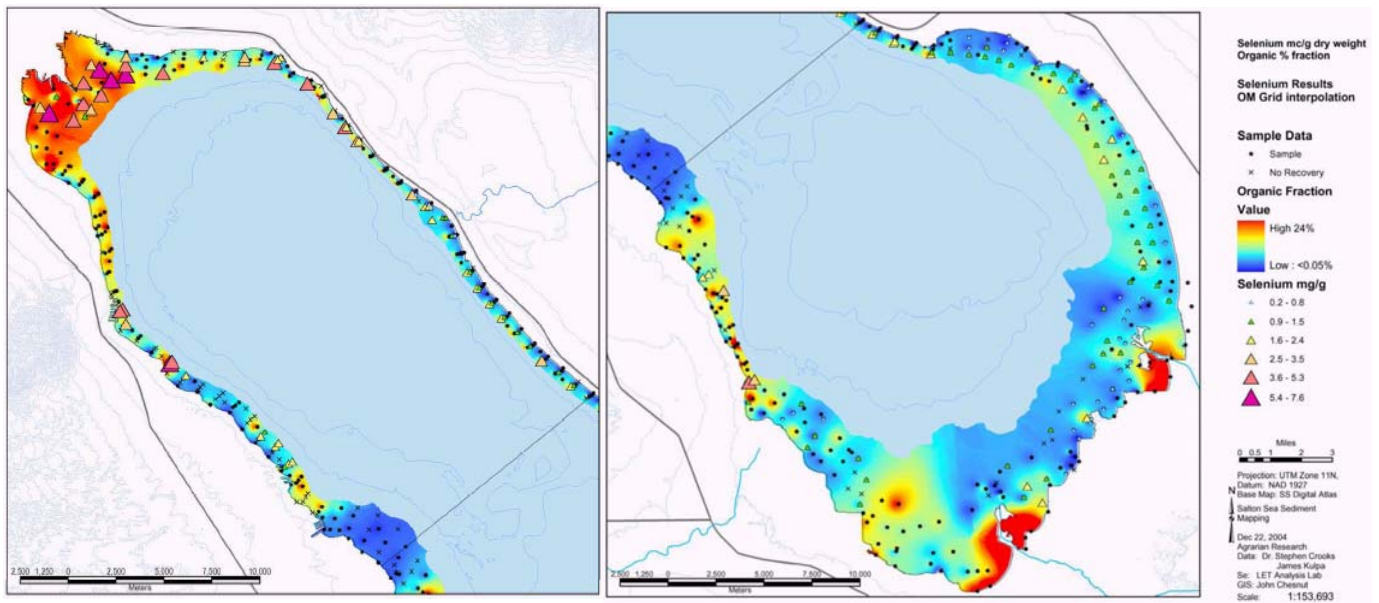 2,500 1,250 0 2,500 5,000 7,500 10,000
Meters
2,500 1,250 0 2,500 5,000 7,500 10,000
Meters
Selenium mc/g dry weight
Organic % fraction
Selenium Results
OM Grid interpolation
Sample Data
Sample
No Recovery
Organic Fraction
Value
High 24%
Low : <0.05%
Selenium mg/g
0.2 - 0.8
0.9 - 1.5
1.6 - 2.4
2.5 - 3.5
3.6 - 5.3
5.4 - 7.6
Miles
0 0.5 1 2 3
Projection: UTM Zone 11N,
Datum: NAD 1927
Base Map: SS Digital Atlas
N
Salton Sea Sediment
Mapping
Dec 22, 2004
Agrarian Research
Data: Dr. Stephen Crooks
James Kulpa
Se: LET Analysis Lab
GIS: John Chesnut
Scale: 1:153,693